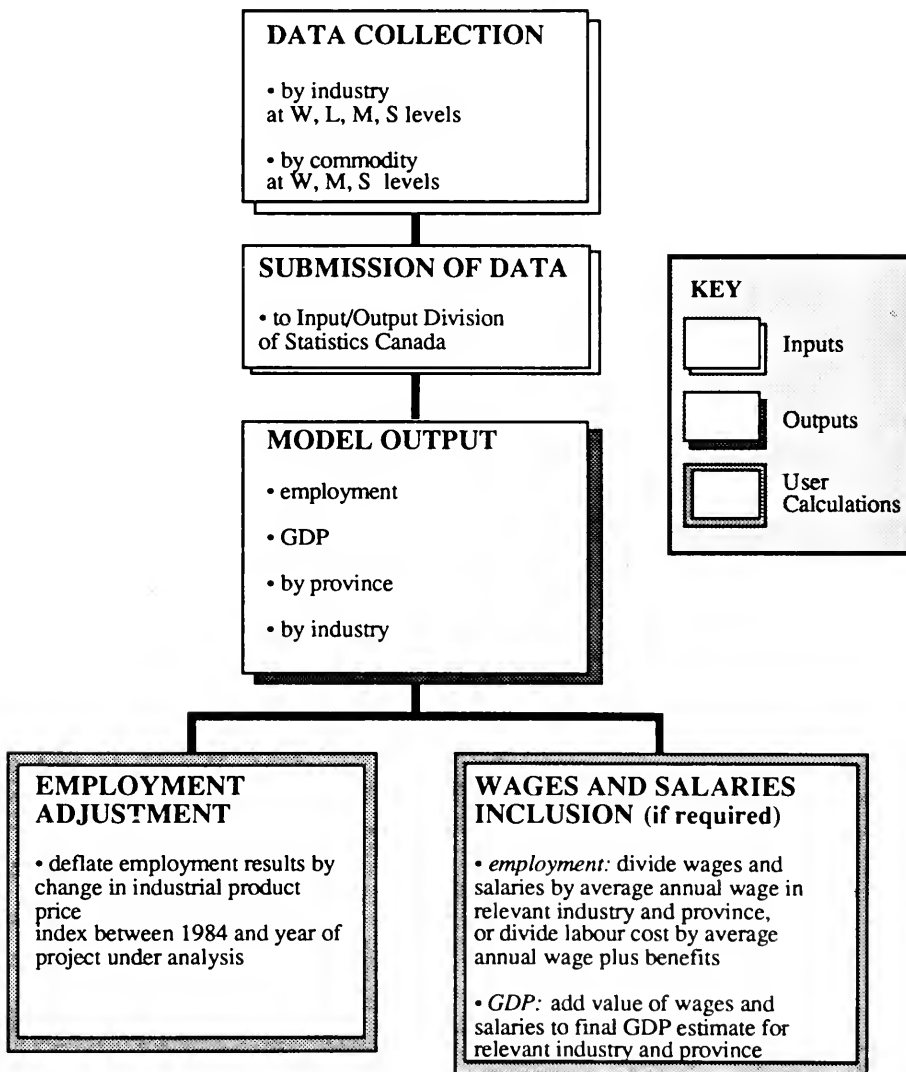 DATA COLLECTION
• by industry
at W, L, M, S levels
• by commodity
at W, M, S levels
SUBMISSION OF DATA
• to Input/Output Division
of Statistics Canada
KEY
Inputs
Outputs
User
Calculations
MODEL OUTPUT
• employment
• GDP
• by province
• by industry
EMPLOYMENT
ADJUSTMENT
• deflate employment results by
change in industrial product
price
index between 1984 and year of
project under analysis
WAGES AND SALARIES
INCLUSION (if required)
• employment: divide wages and
salaries by average annual wage in
relevant industry and province,
or divide labour cost by average
annual wage plus benefits
• GDP: add value of wages and
salaries to final GDP estimate for
relevant industry and province